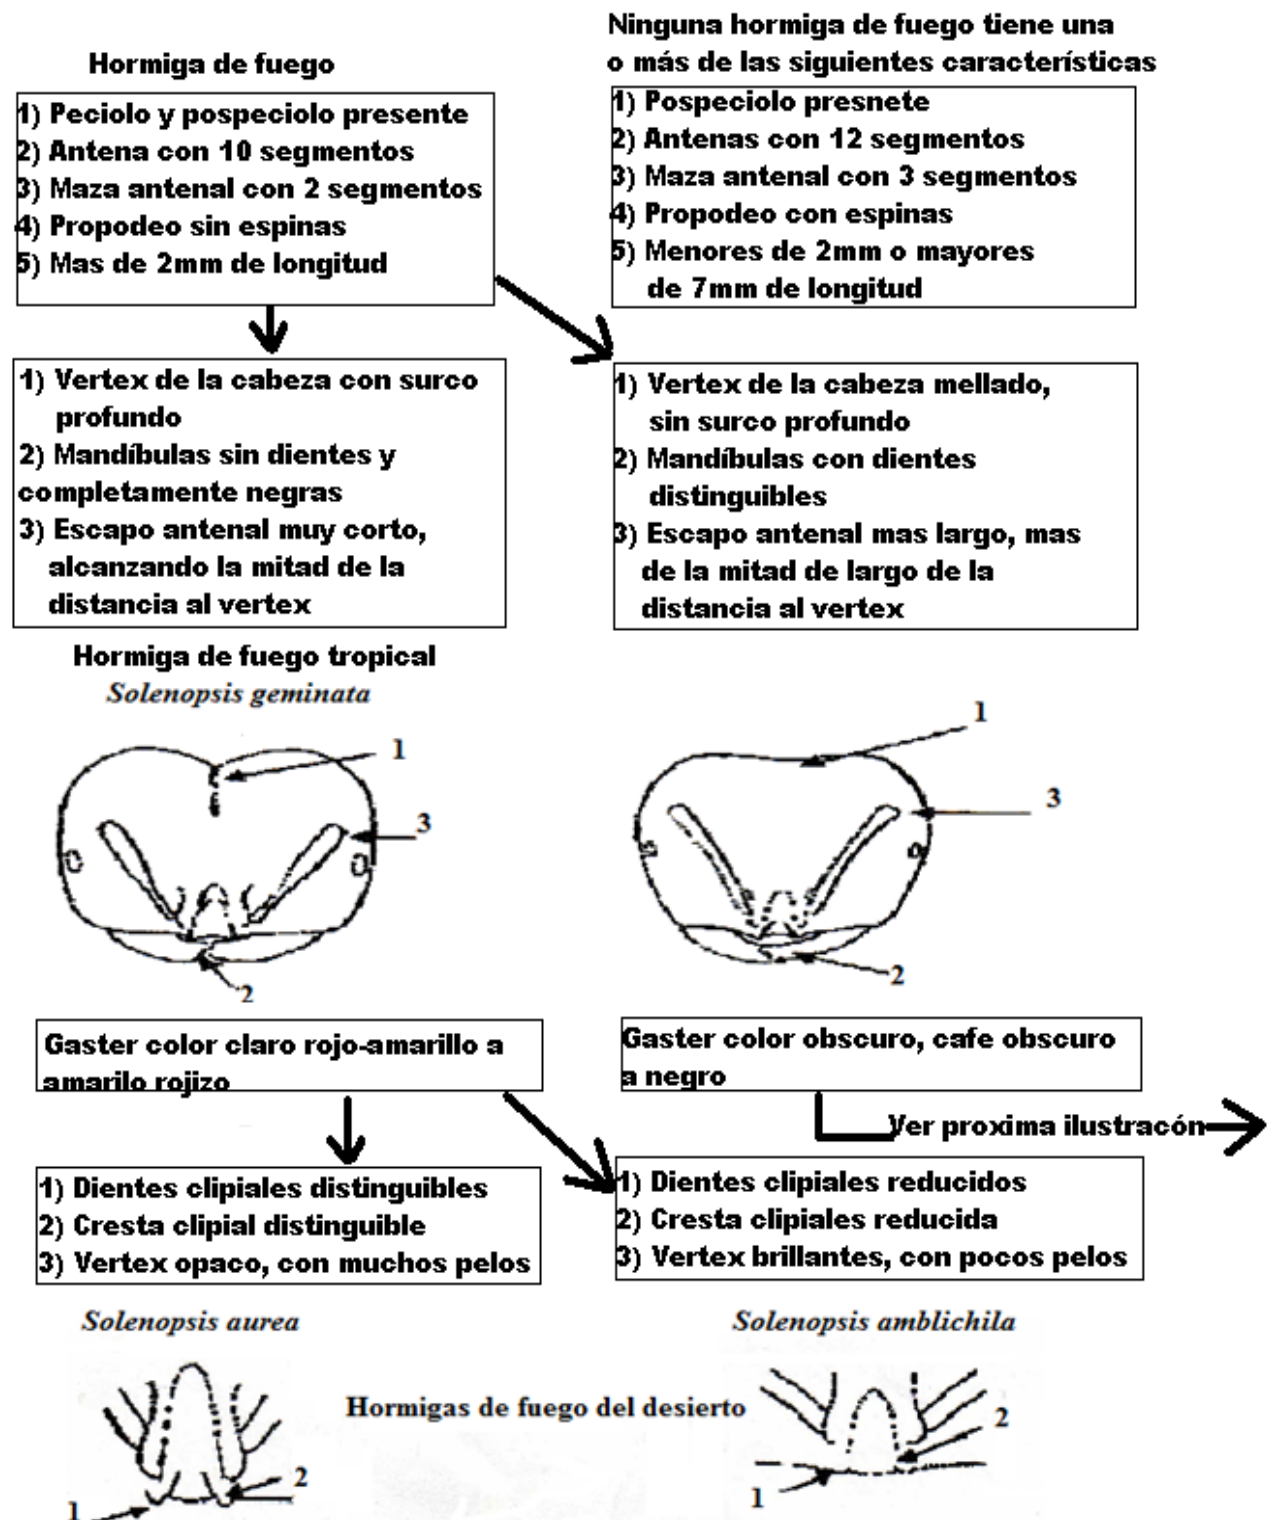 Hormiga de fuego
1) Peciolo y pospeciolo presente
2) Antena con 10 segmentos
3) Maza antenal con 2 segmentos
4) Propodeo sin espinas
5) Mas de 2mm de longitud
Ninguna hormiga de fuego tiene una
o más de las siguientes características
1) Pospeciolo presnete
2) Antenas con 12 segmentos
3) Maza antenal con 3 segmentos
4) Propodeo con espinas
5) Menores de 2mm o mayores
de 7mm de longitud
1) Vertex de la cabeza con surco
profundo
2) Mandíbulas sin dientes y
completamente negras
3) Escapo antenal muy corto,
alcanzando la mitad de la
distancia al vertex
1) Vertex de la cabeza mellado,
sin surco profundo
2) Mandíbulas con dientes
distinguibles
3) Escapo antenal mas largo, mas
de la mitad de largo de la
distancia al vertex
Hormiga de fuego tropical
Solenopsis geminata
1
3
2
1
3
2
Gaster color claro rojo-amarillo a
amarilo rojizo
Gaster color obscuro, cafe obscuro
a negro
Ver proxima ilustracón
1) Dientes clipiales distinguibles
2) Cresta clipial distinguible
3) Vertex opaco, con muchos pelos
1) Dientes clipiales reducidos
2) Cresta clipiales reducida
3) Vertex brillantes, con pocos pelos
Solenopsis aurea
Solenopsis amblichila
Hormigas de fuego del desierto
2
1
2
1